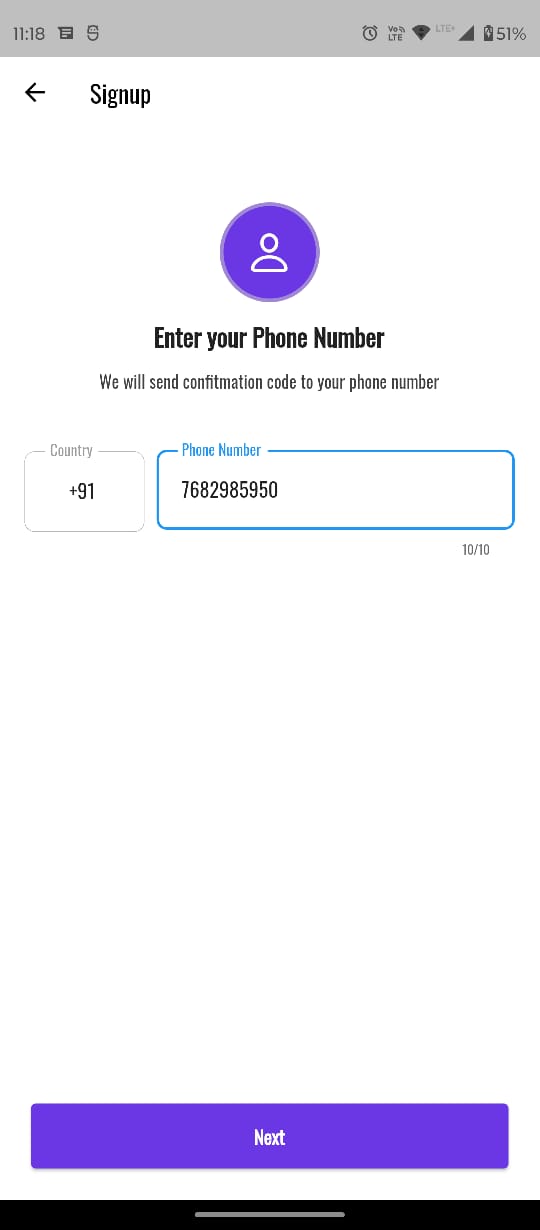 11:18 Vo LTE LTE+ 51%
Signup
Enter your Phone Number
We will send confitmation code to your phone number
Country
Phone Number
+91
7682985950
10/10
Next